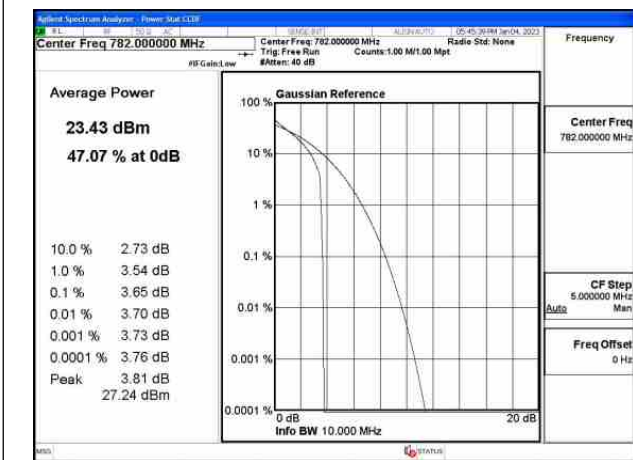 Agilent Spectrum Analyzer - Power Stat CCDF
RL RF 50 Ω AC SENSE:INT ALIGN AUTO 05:45:39 PM Jan 04, 2023
Center Freq 782.000000 MHz
Center Freq: 782.000000 MHz
Radio Std: None
Trig: Free Run Counts:1.00 M/1.00 Mpt
#IFGain:Low
#Atten: 40 dB
Frequency
Average Power
23.43 dBm
47.07 % at 0dB
10.0 % 2.73 dB
1.0 % 3.54 dB
0.1 % 3.65 dB
0.01 % 3.70 dB
0.001 % 3.73 dB
0.0001 % 3.76 dB
Peak 3.81 dB
27.24 dBm
Gaussian Reference
100 %
10 %
1 %
0.1 %
0.01 %
0.001 %
0.0001 %
0 dB 20 dB
Info BW 10.000 MHz
Center Freq
782.000000 MHz
CF Step
5.000000 MHz
Auto Man
Freq Offset
0 Hz
MSG STATUS